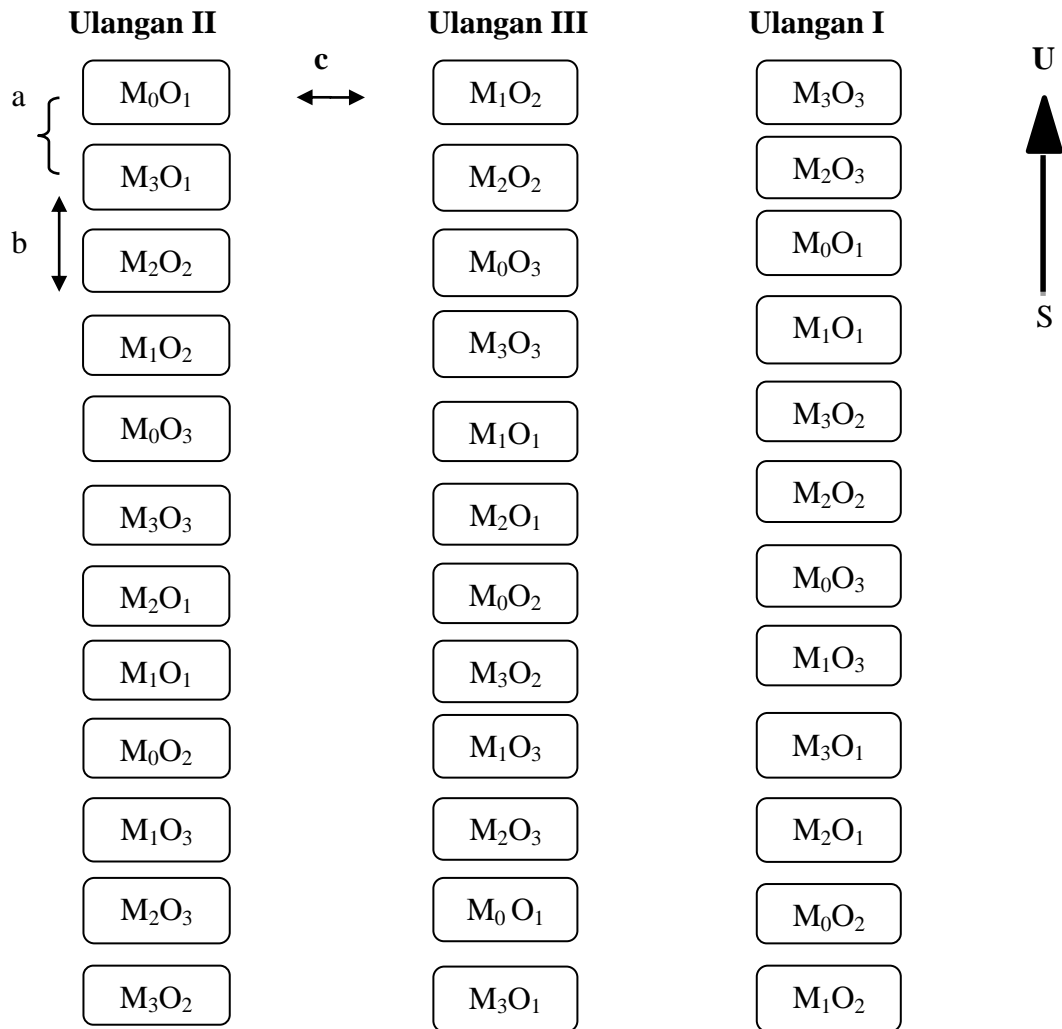 Ulangan II Ulangan III Ulangan I
U
c
a
M₀O₁ M₁O₂ M₃O₃
M₃O₁ M₂O₂ M₂O₃
b
M₂O₂ M₀O₃ M₀O₁
S
M₁O₂ M₃O₃ M₁O₁
M₀O₃ M₁O₁ M₃O₂
M₃O₃ M₂O₁ M₂O₂
M₂O₁ M₀O₂ M₀O₃
M₁O₁ M₃O₂ M₁O₃
M₀O₂ M₁O₃ M₃O₁
M₁O₃ M₂O₃ M₂O₁
M₂O₃ M₀ O₁ M₀O₂
M₃O₂ M₃O₁ M₁O₂